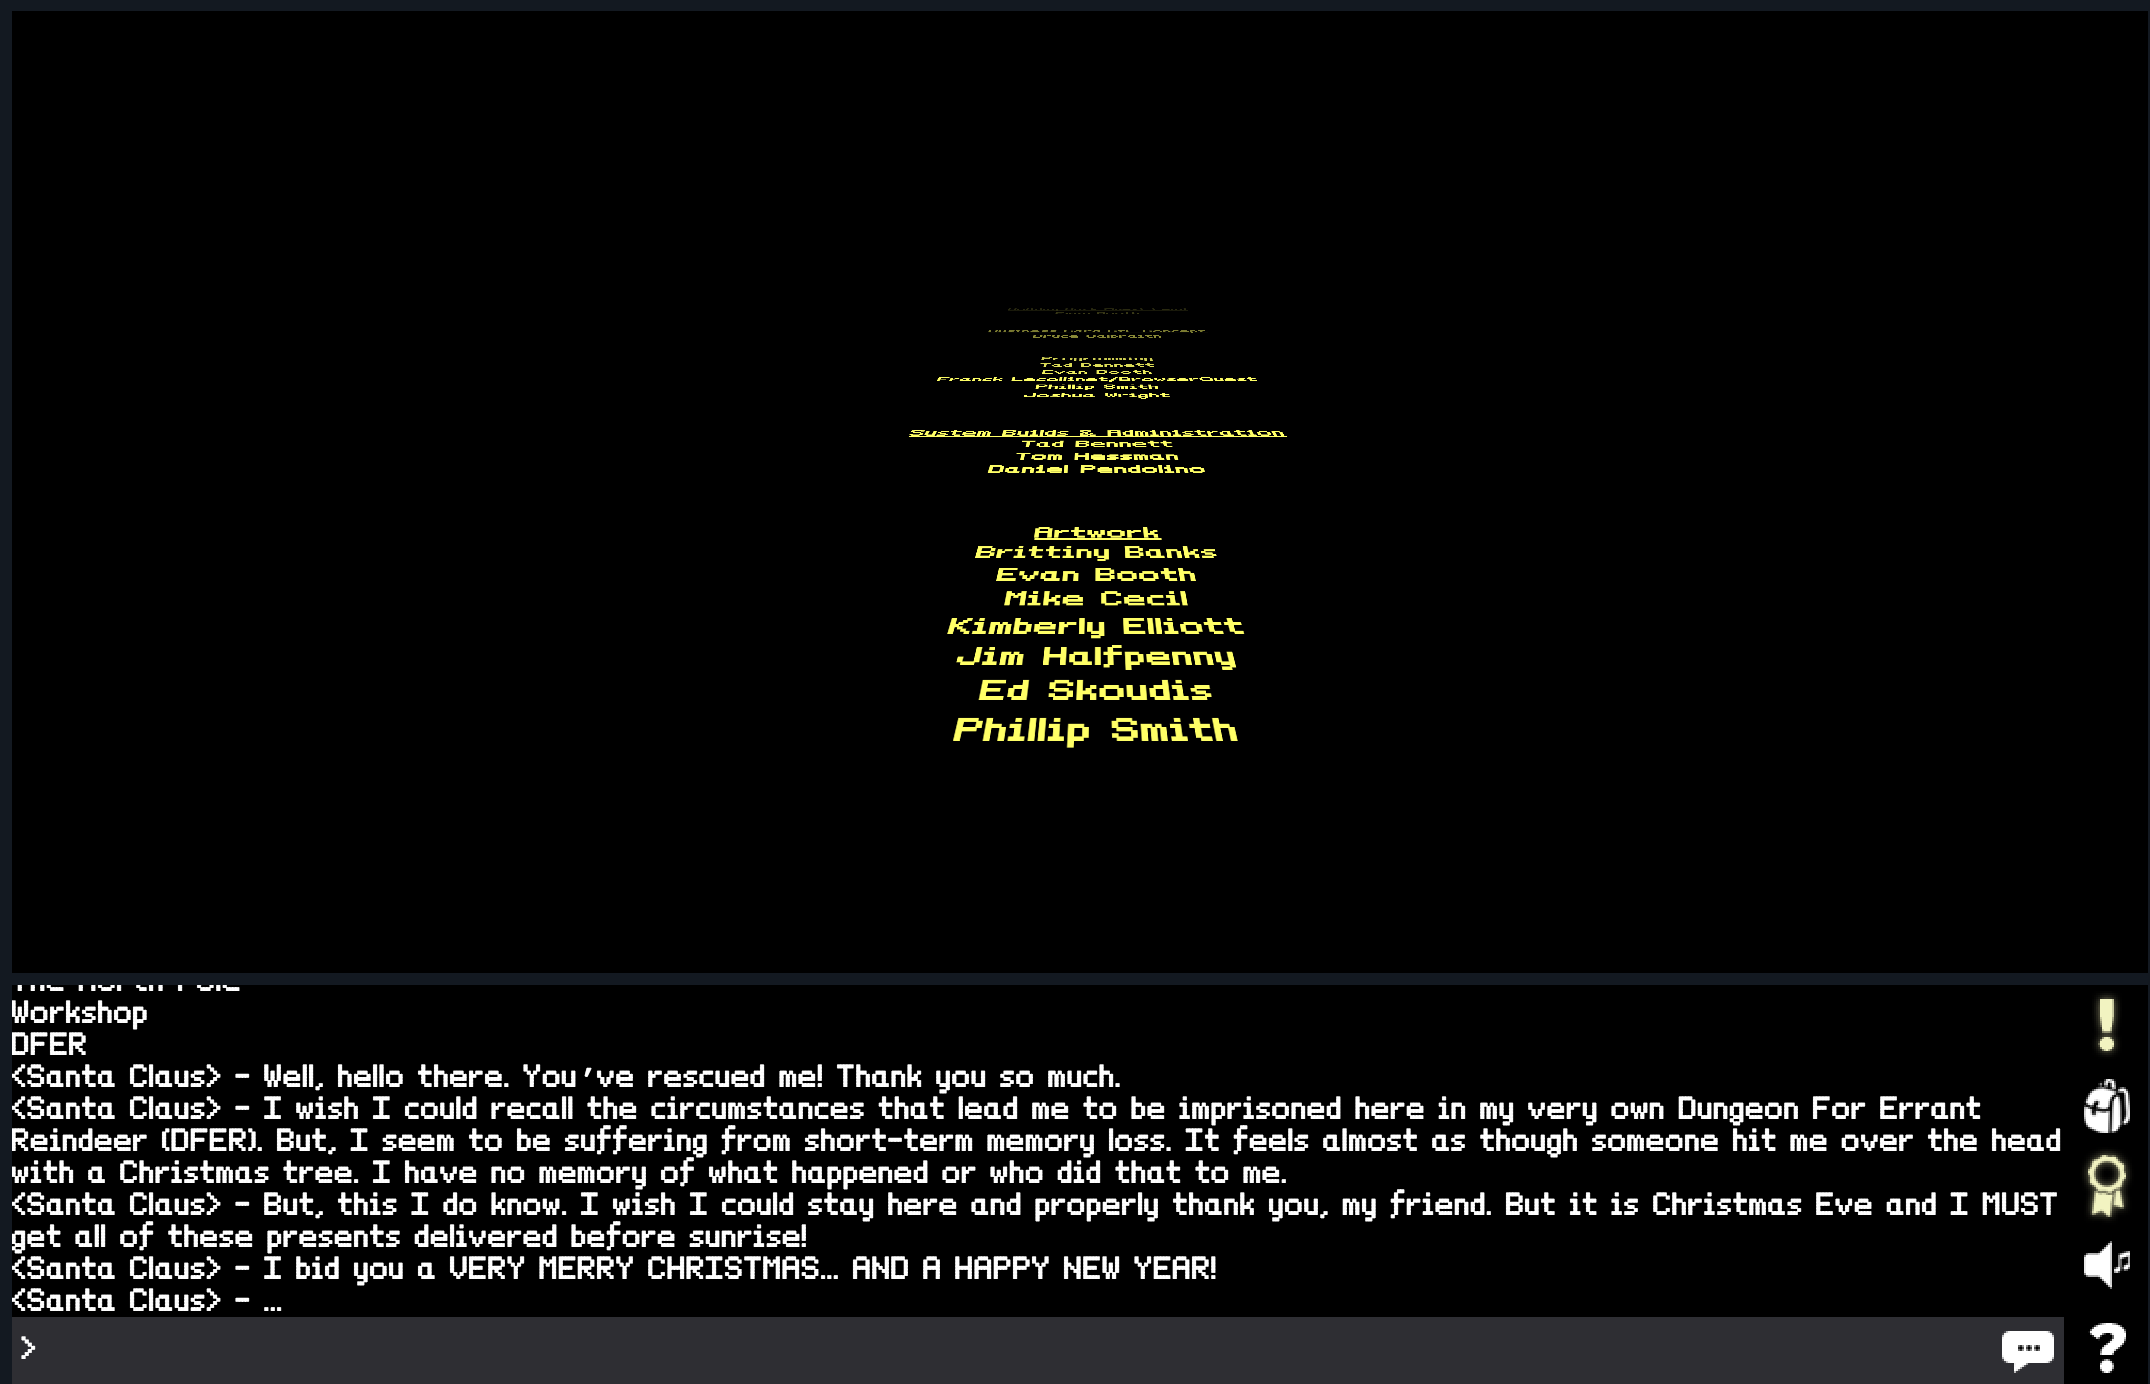 Business Card OTL Concept
Programming
Tad Bennett
Evan Booth
Franck Lecollinet/BrowserQuest
Phillip Smith
Joshua Wright
System Builds & Administration
Tad Bennett
Tom Hessman
Daniel Pendolino
Artwork
Brittiny Banks
Evan Booth
Mike Cecil
Kimberly Elliott
Jim Halfpenny
Ed Skoudis
Phillip Smith
The North Pole
Workshop
DFER
<Santa Claus> - Well, hello there. You've rescued me! Thank you so much.
<Santa Claus> - I wish I could recall the circumstances that lead me to be imprisoned here in my very own Dungeon For Errant
Reindeer (DFER). But, I seem to be suffering from short-term memory loss. It feels almost as though someone hit me over the head
with a Christmas tree. I have no memory of what happened or who did that to me.
<Santa Claus> - But, this I do know. I wish I could stay here and properly thank you, my friend. But it is Christmas Eve and I MUST
get all of these presents delivered before sunrise!
<Santa Claus> - I bid you a VERY MERRY CHRISTMAS... AND A HAPPY NEW YEAR!
<Santa Claus> - ...
>